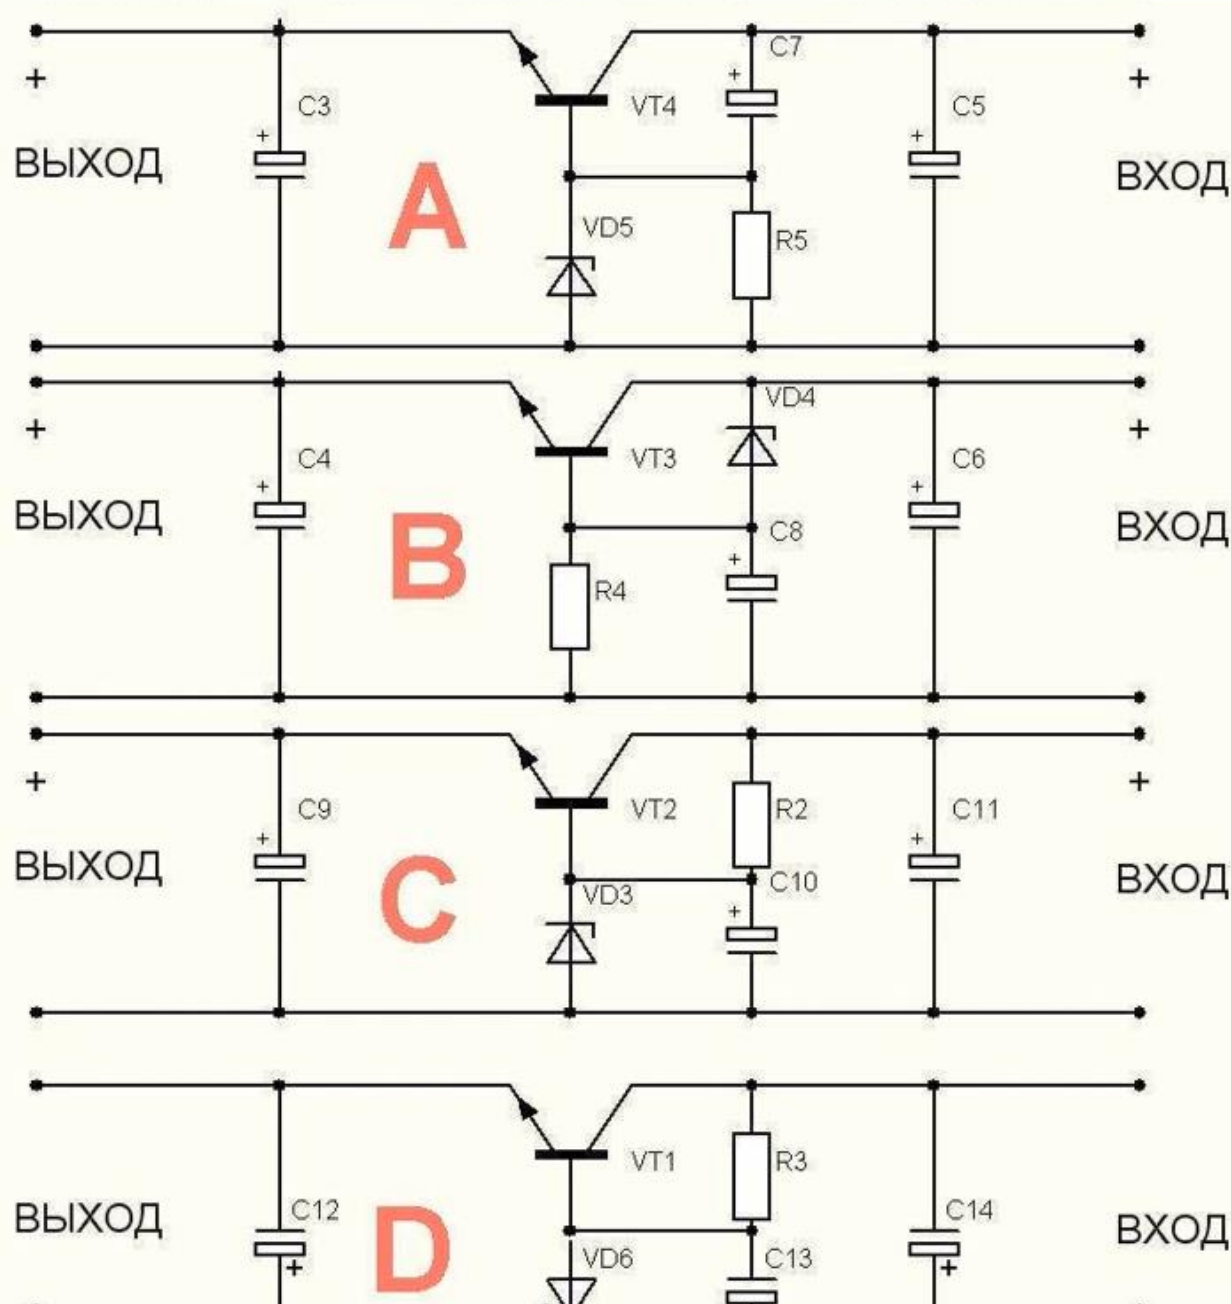 C7
+
+
+
C3
VT4
C5
+
+
ВЫХОД
A
ВХОД
VD5
R5
VD4
+
+
C4
VT3
C6
+
+
ВЫХОД
B
ВХОД
C8
+
R4
+
+
C9
VT2
R2
C11
+
+
ВЫХОД
C
ВХОД
VD3
C10
+
VT1
R3
ВЫХОД
C12
D
C14
ВХОД
VD6
C13
+
+